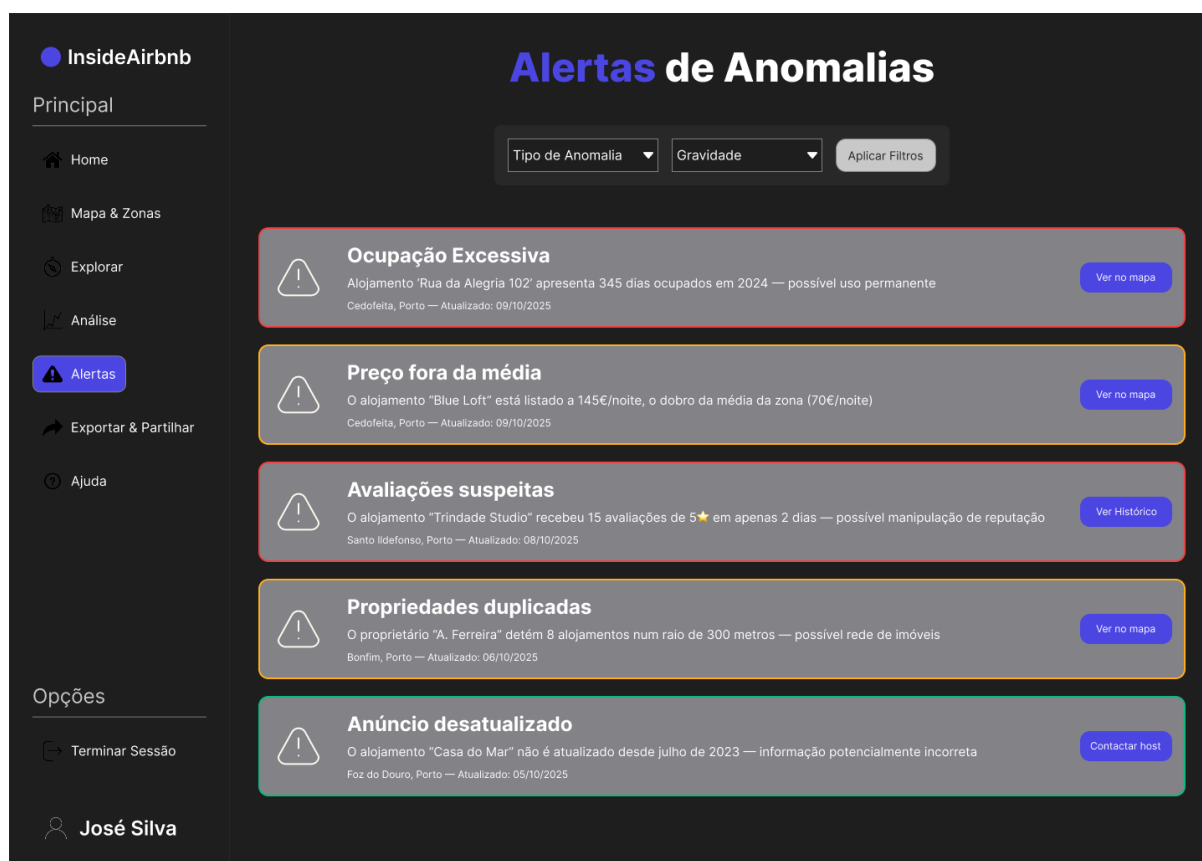 InsideAirbnb
Principal
Home
Mapa & Zonas
Explorar
Análise
Alertas
Exportar & Partilhar
Ajuda
Opções
Terminar Sessão
José Silva
Alertas de Anomalias
Tipo de Anomalia
Gravidade
Aplicar Filtros
Ocupação Excessiva
Alojamento ‘Rua da Alegria 102’ apresenta 345 dias ocupados em 2024 — possível uso permanente
Cedofeita, Porto — Atualizado: 09/10/2025
Ver no mapa
Preço fora da média
O alojamento “Blue Loft” está listado a 145€/noite, o dobro da média da zona (70€/noite)
Cedofeita, Porto — Atualizado: 09/10/2025
Ver no mapa
Avaliações suspeitas
O alojamento “Trindade Studio” recebeu 15 avaliações de 5⭐ em apenas 2 dias — possível manipulação de reputação
Santo Ildefonso, Porto — Atualizado: 08/10/2025
Ver Histórico
Propriedades duplicadas
O proprietário “A. Ferreira” detém 8 alojamentos num raio de 300 metros — possível rede de imóveis
Bonfim, Porto — Atualizado: 06/10/2025
Ver no mapa
Anúncio desatualizado
O alojamento “Casa do Mar” não é atualizado desde julho de 2023 — informação potencialmente incorreta
Foz do Douro, Porto — Atualizado: 05/10/2025
Contactar host